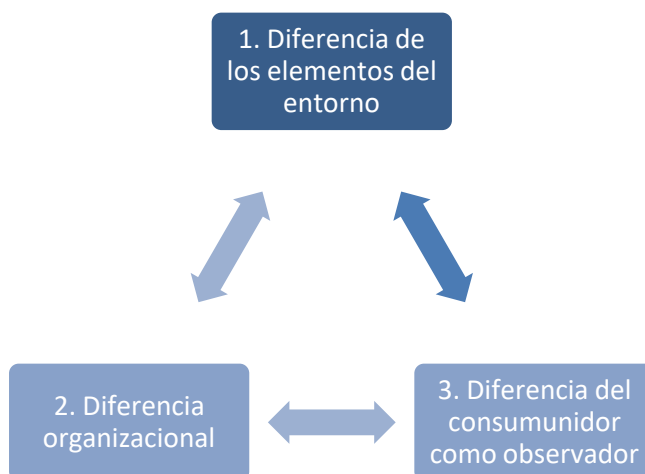 1. Diferencia de
los elementos del
entorno
2. Diferencia
organizacional
3. Diferencia del
consumunidor
como observador